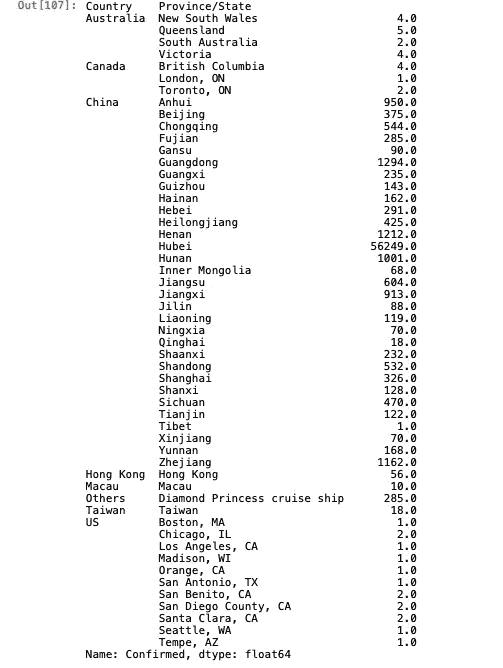 Out[107]: Country Province/State
Australia New South Wales 4.0
Queensland 5.0
South Australia 2.0
Victoria 4.0
Canada British Columbia 4.0
London, ON 1.0
Toronto, ON 2.0
China Anhui 950.0
Beijing 375.0
Chongqing 544.0
Fujian 285.0
Gansu 90.0
Guangdong 1294.0
Guangxi 235.0
Guizhou 143.0
Hainan 162.0
Hebei 291.0
Heilongjiang 425.0
Henan 1212.0
Hubei 56249.0
Hunan 1001.0
Inner Mongolia 68.0
Jiangsu 604.0
Jiangxi 913.0
Jilin 88.0
Liaoning 119.0
Ningxia 70.0
Qinghai 18.0
Shaanxi 232.0
Shandong 532.0
Shanghai 326.0
Shanxi 128.0
Sichuan 470.0
Tianjin 122.0
Tibet 1.0
Xinjiang 70.0
Yunnan 168.0
Zhejiang 1162.0
Hong Kong Hong Kong 56.0
Macau Macau 10.0
Others Diamond Princess cruise ship 285.0
Taiwan Taiwan 18.0
US Boston, MA 1.0
Chicago, IL 2.0
Los Angeles, CA 1.0
Madison, WI 1.0
Orange, CA 1.0
San Antonio, TX 1.0
San Benito, CA 2.0
San Diego County, CA 2.0
Santa Clara, CA 2.0
Seattle, WA 1.0
Tempe, AZ 1.0
Name: Confirmed, dtype: float64